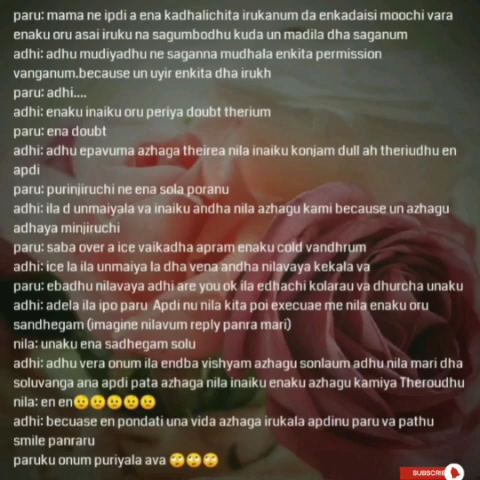 paru: mama ne ipdi a ena kadhalichita irukanum da enkadaisi moochi vara
enaku oru asai iruku na sagumbodhu kuda un madila dha saganum
adhi: adhu mudiyadhu ne saganna mudhala enkita permission
vanganum.because un uyir enkita dha irukh
paru: adhi....
adhi: enaku inaiku oru periya doubt therium
paru: ena doubt
adhi: adhu epavuma azhaga theirea nila inaiku konjam dull ah theriudhu en
apdi
paru: purinjiruchi ne ena sola poranu
adhi: ila d unmaiyala va inaiku andha nila azhagu kami because un azhagu
adhaya minjiruchi
paru: saba over a ice vaikadha apram enaku cold vandhrum
adhi: ice la ila unmaiya la dha vena andha nilavaya kekala va
paru: ebadhu nilavaya adhi are you ok ila edhachi kolarau va dhurcha unaku
adhi: adela ila ipo paru  Apdi nu nila kita poi execuae me nila enaku oru
sandhegam (imagine nilavum reply panra mari)
nila: unaku ena sadhegam solu
adhi: adhu vera onum ila endba vishyam azhagu sonlaum adhu nila mari dha
soluvanga ana apdi pata azhaga nila inaiku enaku azhagu kamiya Theroudhu
nila: en en😕😕😕😕😕
adhi: becuase en pondati una vida azhaga irukala apdinu paru va pathu
smile panraru
paruku onum puriyala ava 🙄🙄🙄
SUBSCRIBE